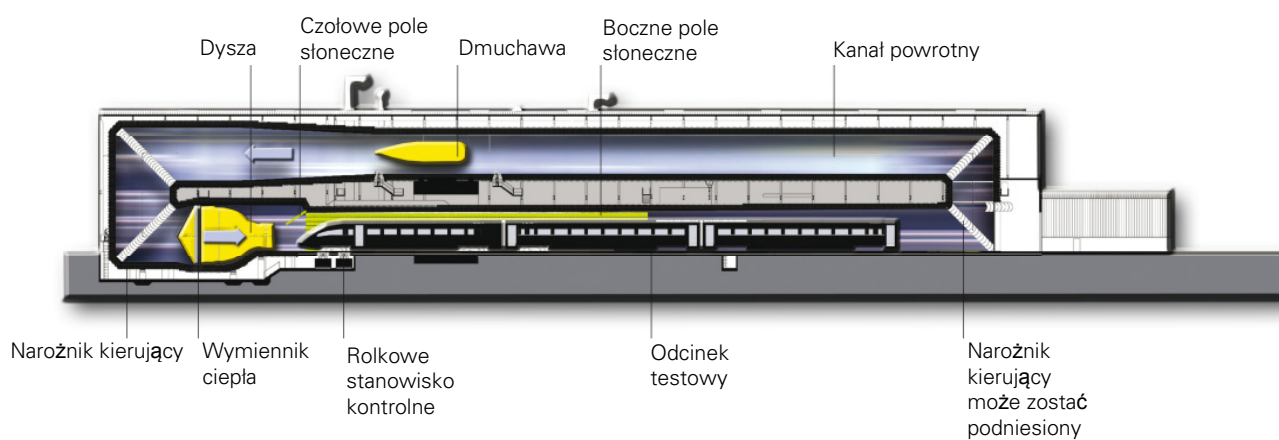 Dysza
Czołowe pole
słoneczne
Dmuchawa
Boczne pole
słoneczne
Kanał powrotny
Narożnik kierujący
Wymiennik
ciepła
Rolkowe
stanowisko
kontrolne
Odcinek
testowy
Narożnik
kierujący
może zostać
podniesiony